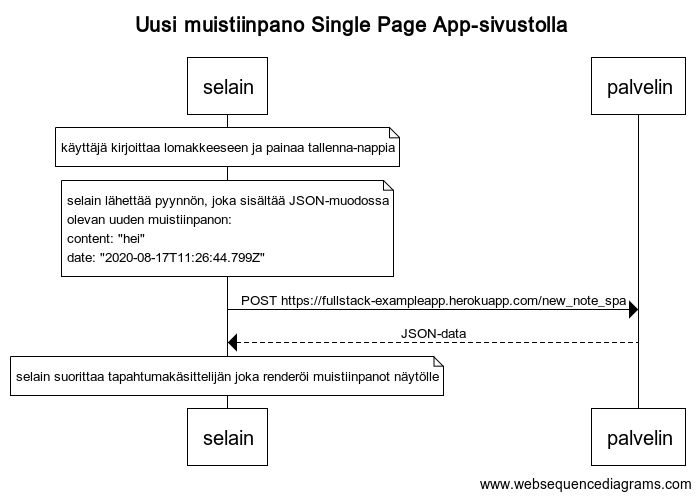 Uusi muistiinpano Single Page App-sivustolla
selain
palvelin
käyttäjä kirjoittaa lomakkeeseen ja painaa tallenna-nappia
selain lähettää pyynnön, joka sisältää JSON-muodossa
olevan uuden muistiinpanon:
content: "hei"
date: "2020-08-17T11:26:44.799Z"
POST https://fullstack-exampleapp.herokuapp.com/new_note_spa
JSON-data
selain suorittaa tapahtumakäsittelijän joka renderöi muistiinpanot näytölle
selain
palvelin
www.websequencediagrams.com